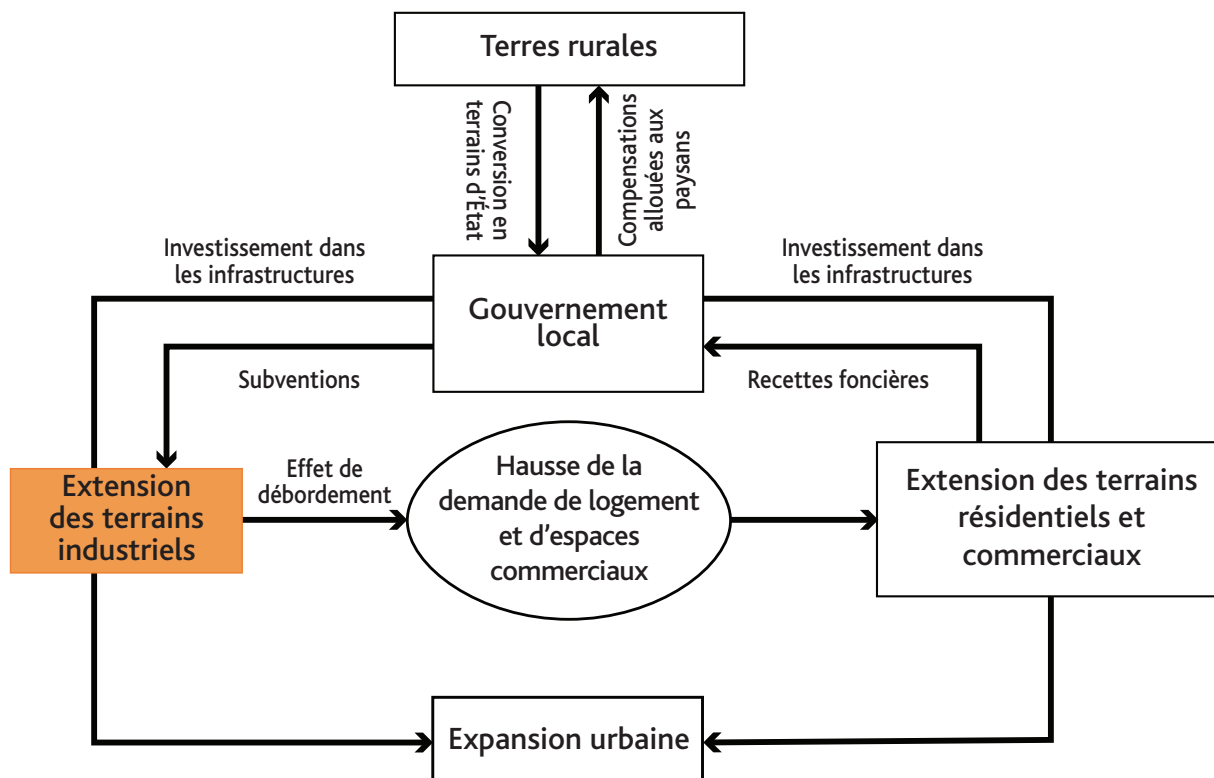 Terres rurales
Conversion en
terrains d'État
Compensations
allouées aux
paysans
Investissement dans
les infrastructures
Investissement dans
les infrastructures
Gouvernement
local
Subventions
Recettes foncières
Extension
des terrains
industriels
Effet de
débordement
Hausse de la
demande de logement
et d'espaces
commerciaux
Extension des terrains
résidentiels et
commerciaux
Expansion urbaine